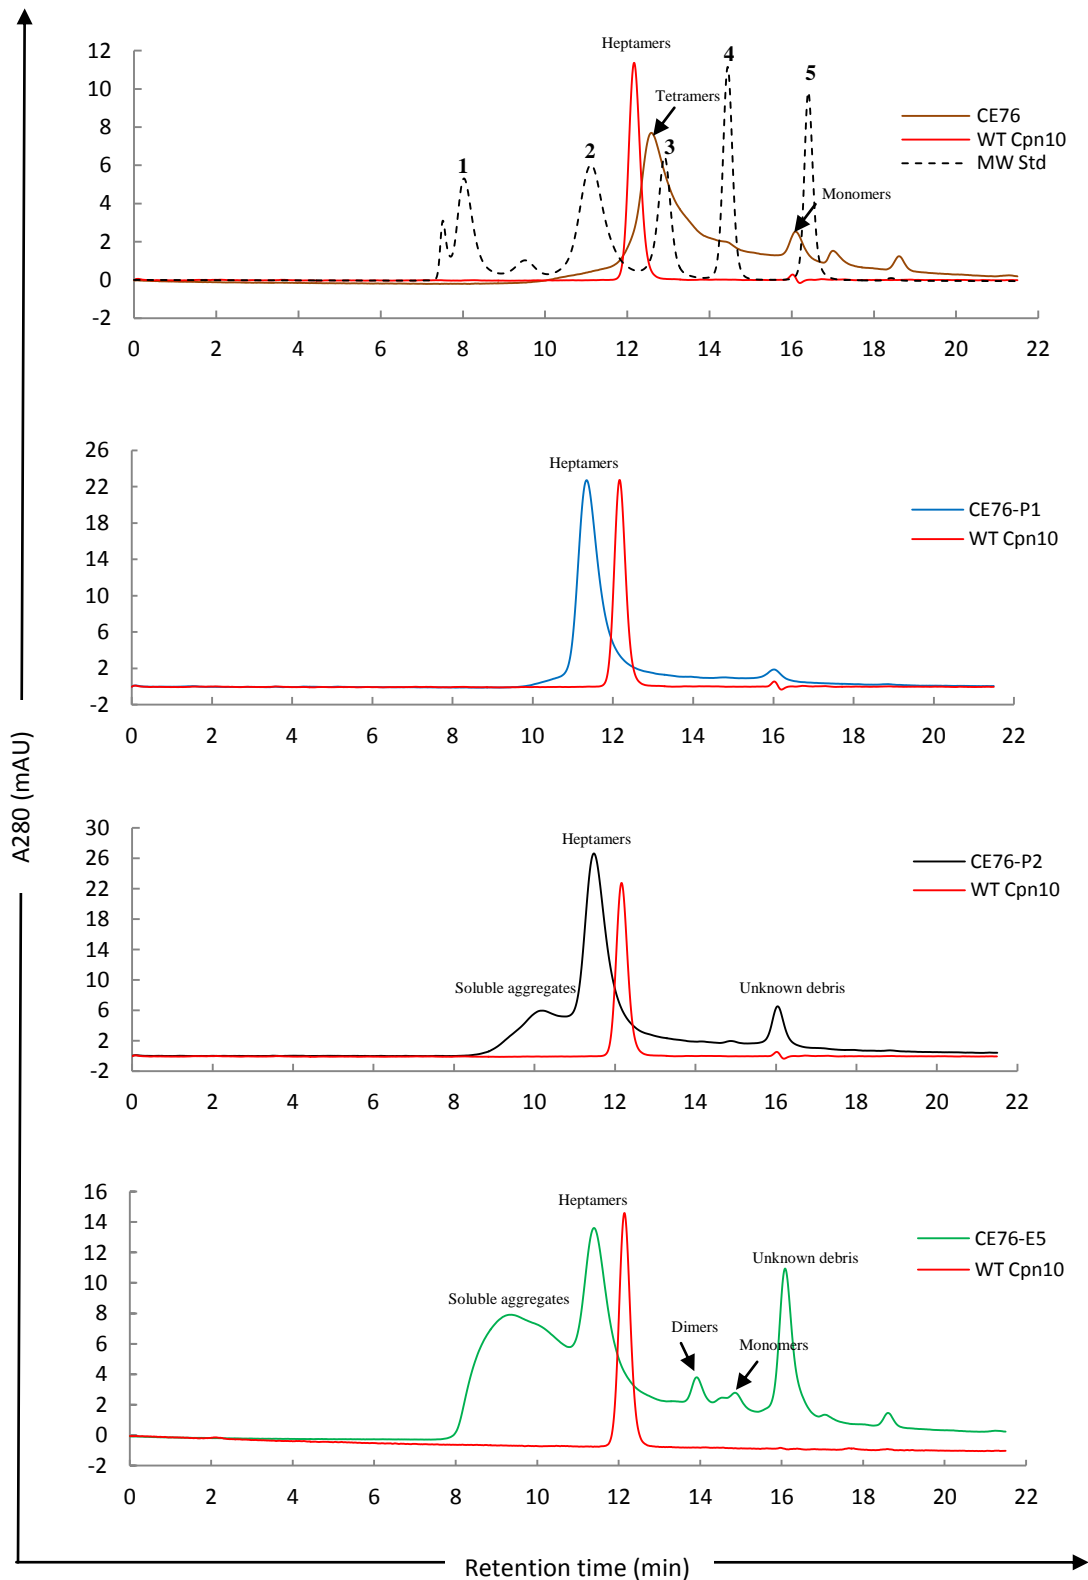 A280 (mAU)
Heptamers
Tetramers
Monomers
1
2
3
4
5
CE76
WT Cpn10
MW Std
12
10
8
6
4
2
0
-2
0 2 4 6 8 10 12 14 16 18 20 22
Heptamers
CE76-P1
WT Cpn10
26
22
18
14
10
6
2
-2
0 2 4 6 8 10 12 14 16 18 20 22
Heptamers
Soluble aggregates
Unknown debris
CE76-P2
WT Cpn10
30
26
22
18
14
10
6
2
-2
0 2 4 6 8 10 12 14 16 18 20 22
Heptamers
Soluble aggregates
Dimers
Monomers
Unknown debris
CE76-E5
WT Cpn10
16
14
12
10
8
6
4
2
0
-2
0 2 4 6 8 10 12 14 16 18 20 22
Retention time (min)